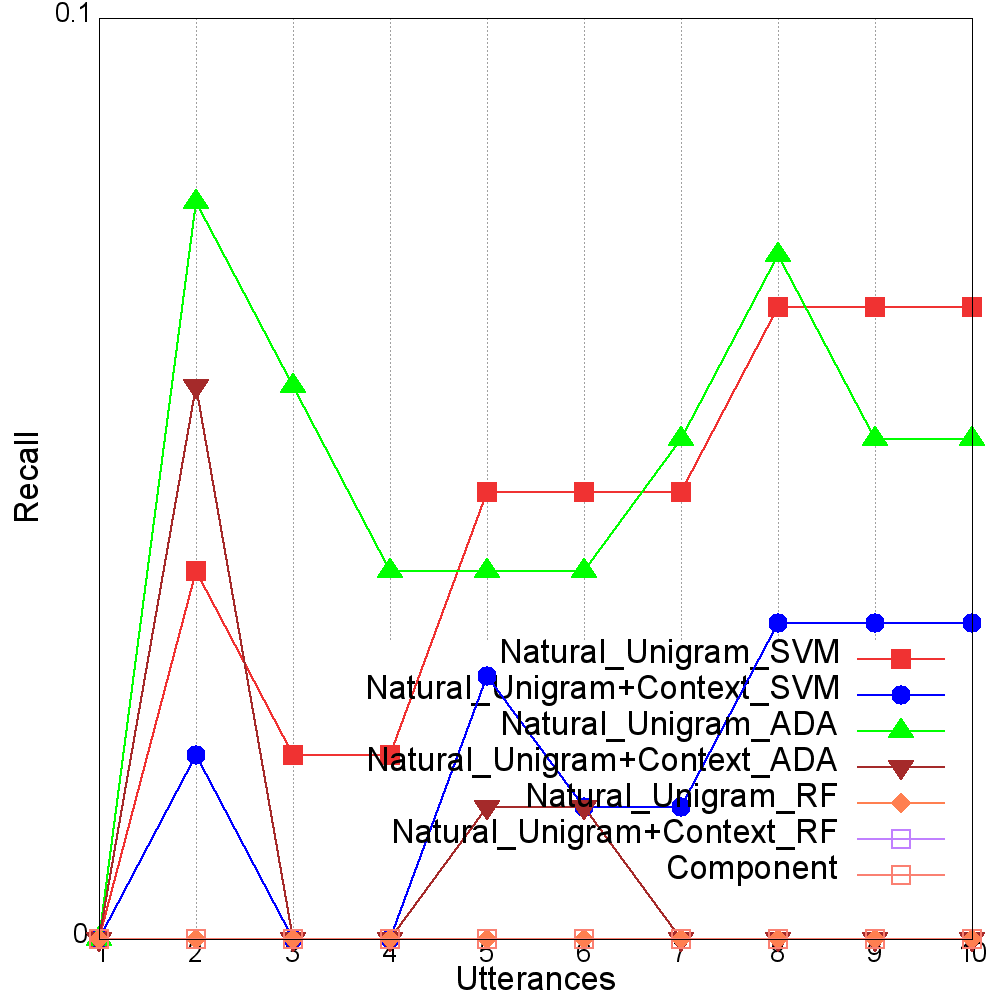 0.1
Recall
Natural_Unigram_SVM
Natural_Unigram+Context_SVM
Natural_Unigram_ADA
Natural_Unigram+Context_ADA
Natural_Unigram_RF
Natural_Unigram+Context_RF
Component
0
1 2 3 4 5 6 7 8 9 10
Utterances